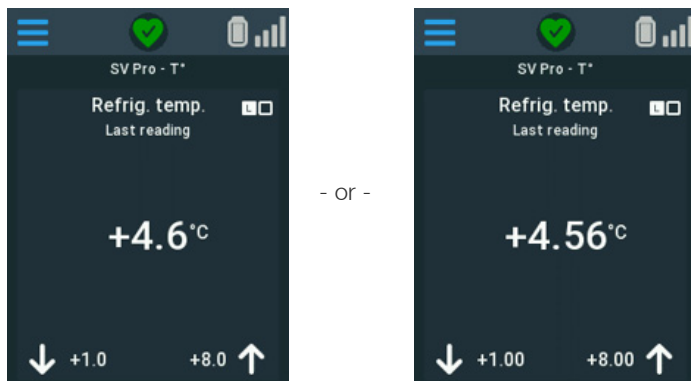 SV Pro - T°
Refrig. temp.
L
Last reading
+4.6°C
+1.0
+8.0
- or -
SV Pro - T°
Refrig. temp.
L
Last reading
+4.56°C
+1.00
+8.00